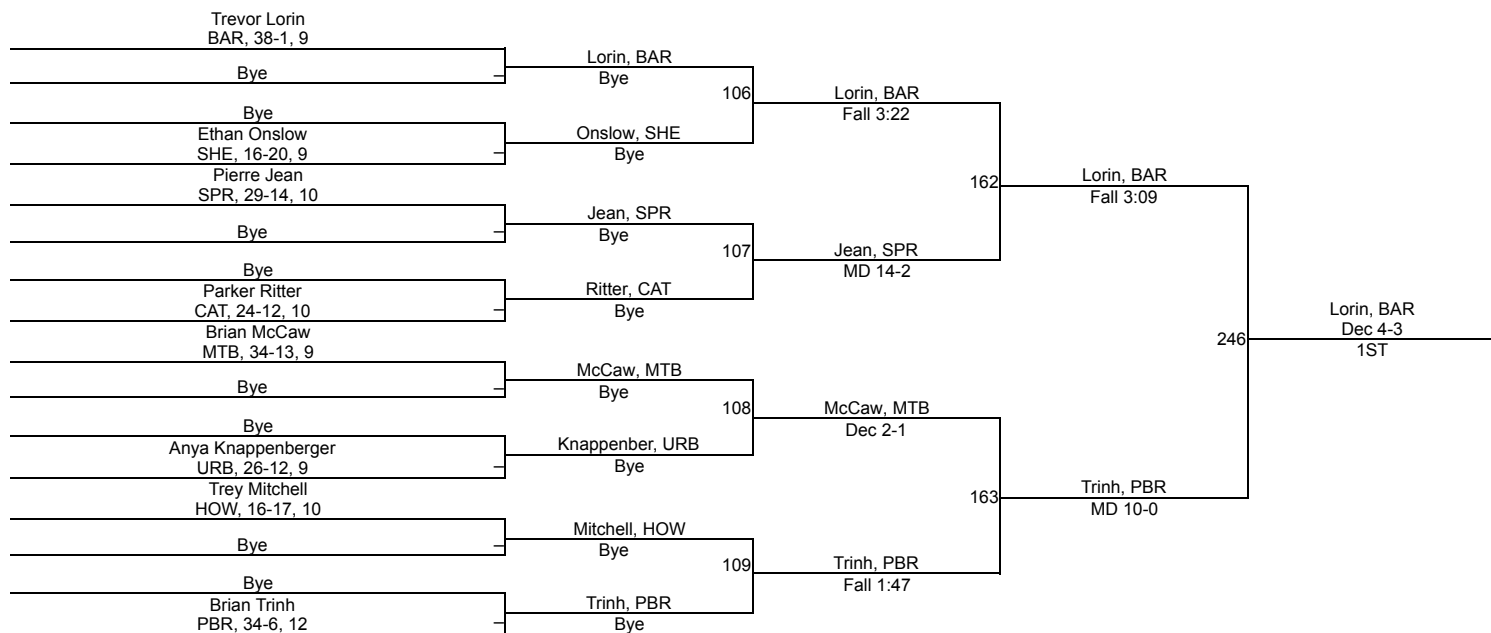 Trevor Lorin
BAR, 38-1, 9
Bye
Bye
Ethan Onslow
SHE, 16-20, 9
Pierre Jean
SPR, 29-14, 10
Bye
Bye
Parker Ritter
CAT, 24-12, 10
Brian McCaw
MTB, 34-13, 9
Bye
Bye
Anya Knappenberger
URB, 26-12, 9
Trey Mitchell
HOW, 16-17, 10
Bye
Bye
Brian Trinh
PBR, 34-6, 12
Lorin, BAR
Bye
Onslow, SHE
Bye
Jean, SPR
Bye
Ritter, CAT
Bye
McCaw, MTB
Bye
Knappenber, URB
Bye
Mitchell, HOW
Bye
Trinh, PBR
Bye
106
107
108
109
Lorin, BAR
Fall 3:22
Jean, SPR
MD 14-2
McCaw, MTB
Dec 2-1
Trinh, PBR
Fall 1:47
162
163
Lorin, BAR
Fall 3:09
Trinh, PBR
MD 10-0
246
Lorin, BAR
Dec 4-3
1ST